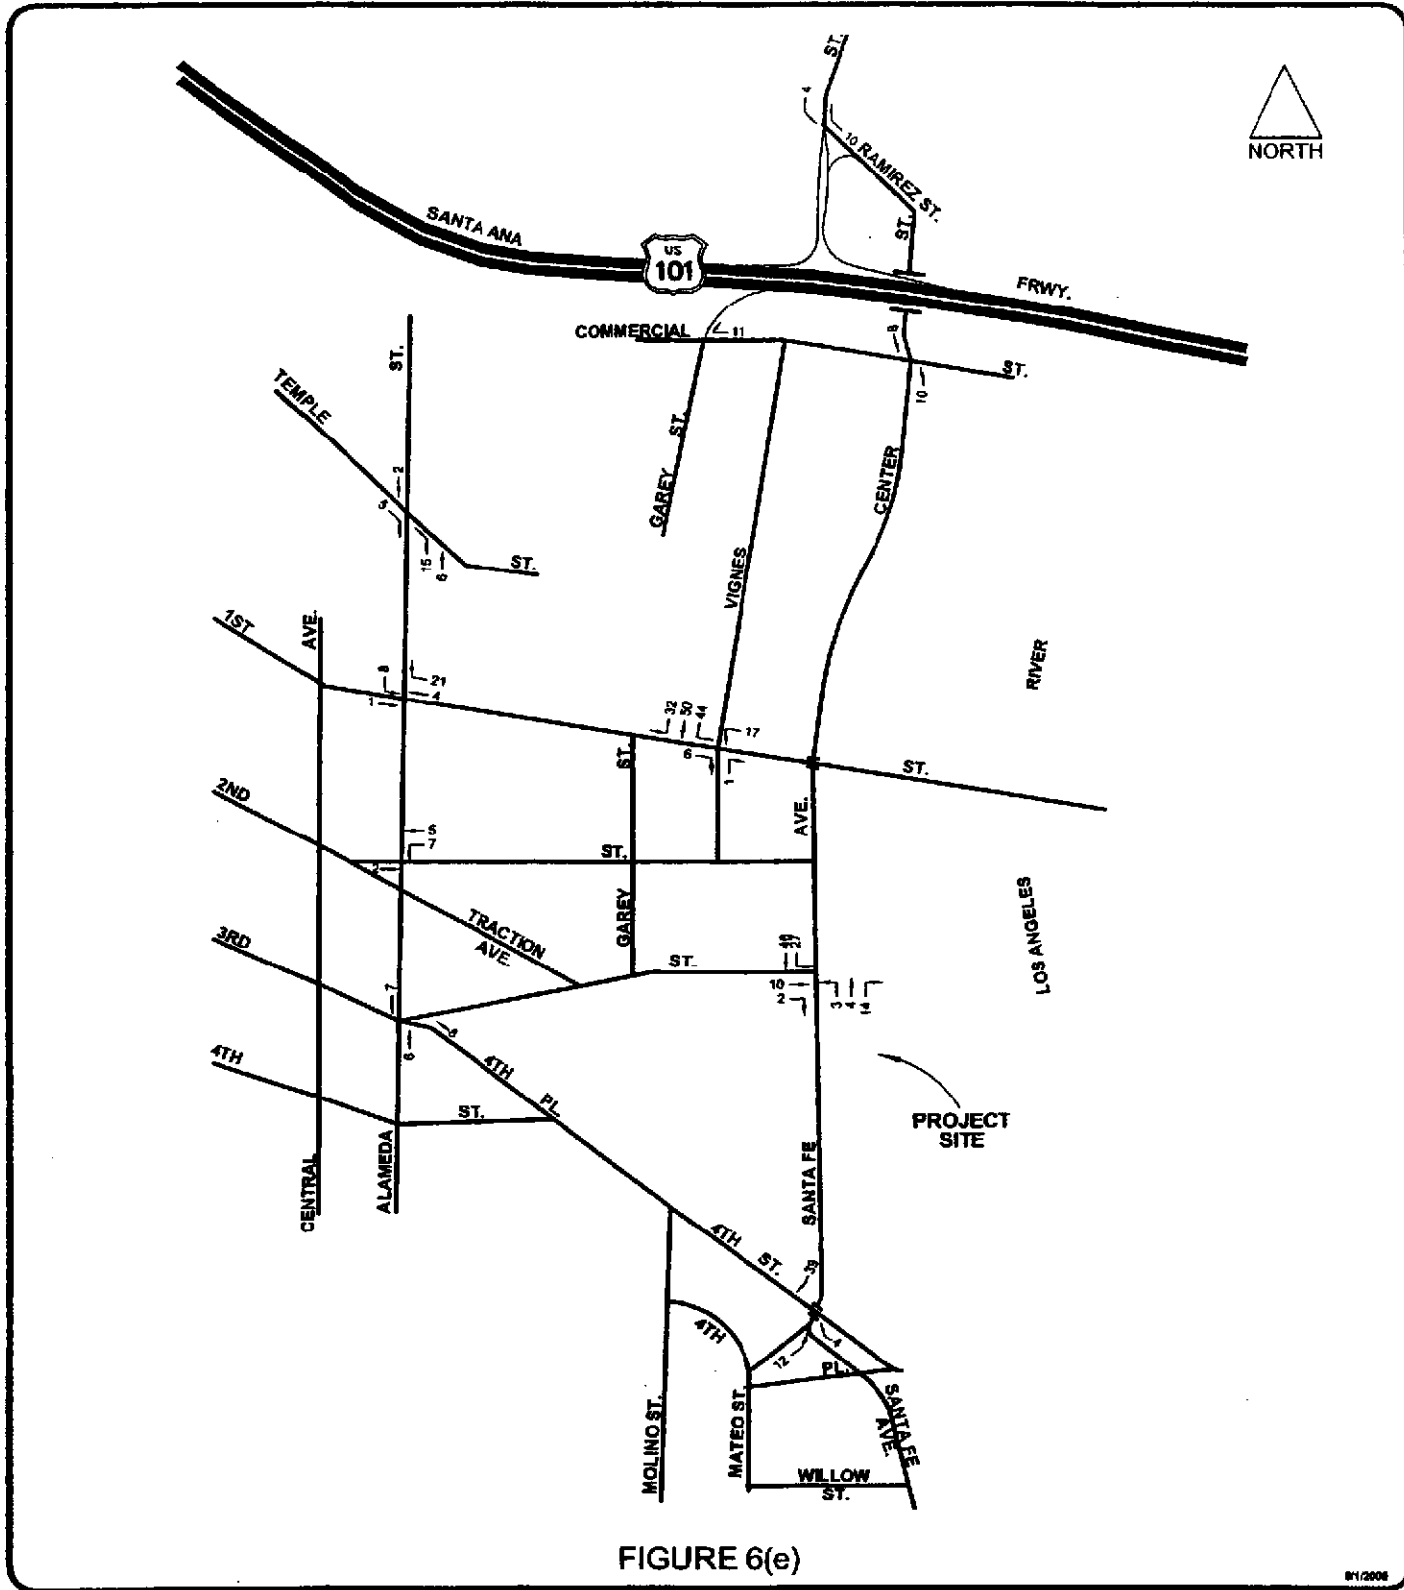 ST.
4
10
RAMIREZ ST.
NORTH
ST.
SANTA ANA
US
101
FRWY.
COMMERCIAL
11
8
ST.
10
ST.
TEMPLE
ST.
GAREY
CENTER
2
5
15
6
ST.
VIGNES
1ST
AVE.
RIVER
8
21
4
1
32
50
44
17
6
1
ST.
ST.
2ND
AVE.
5
7
2
ST.
GAREY
LOS ANGELES
3RD
TRACTION
AVE.
ST.
27
10
2
3
4
14
7
6
4TH
4TH
PL.
ST.
PROJECT
SITE
CENTRAL
ALAMEDA
SANTA FE
4TH
ST.
39
4TH
4
12
PL.
MOLINO ST.
MATEO ST.
SANTA FE
AVE.
WILLOW
ST.
FIGURE 6(e)